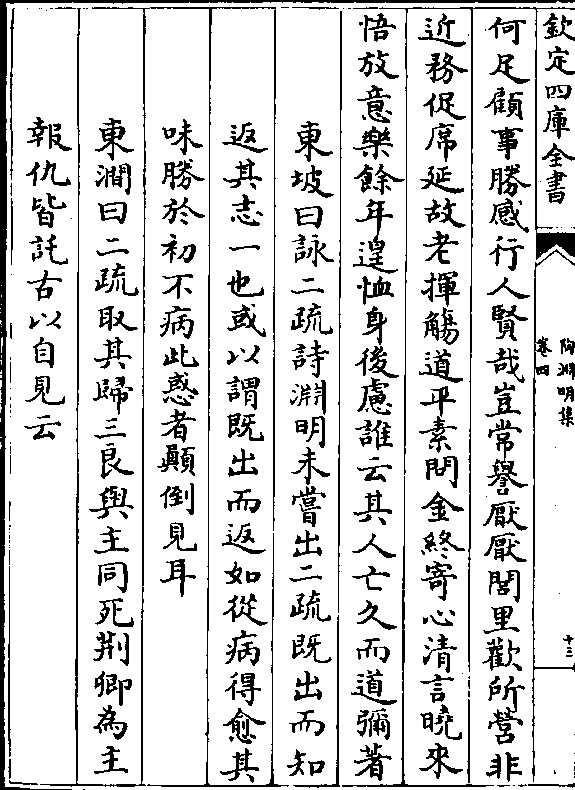 欽定四庫全書
陶淵明集
卷四
十三
何足顧事勝感行人賢哉豈常譽厭厭閭里歡所營非
近務促席延故老揮觴道平素問金終寄心清言曉來
悟放意樂餘年遑恤身後慮誰云其人亡久而道彌著
東坡曰詠二疏詩淵明未嘗出二疏既出而知
返其志一也或以謂既出而返如從病得愈其
味勝於初不病此惑者顛倒見耳
東澗曰二疏取其歸三良與主同死荆卿為主
報仇皆託古以自見云